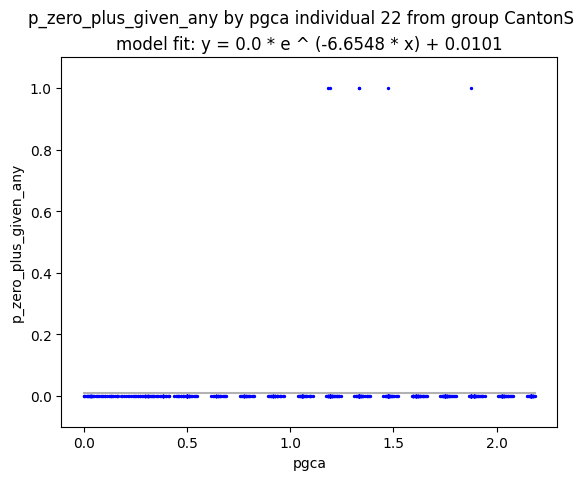 p_zero_plus_given_any by pgca individual 22 from group CantonS
model fit: y = 0.0 * e ^ (-6.6548 * x) + 0.0101
1.0
0.8
0.6
0.4
0.2
0.0
p_zero_plus_given_any
0.0 0.5 1.0 1.5 2.0
pgca